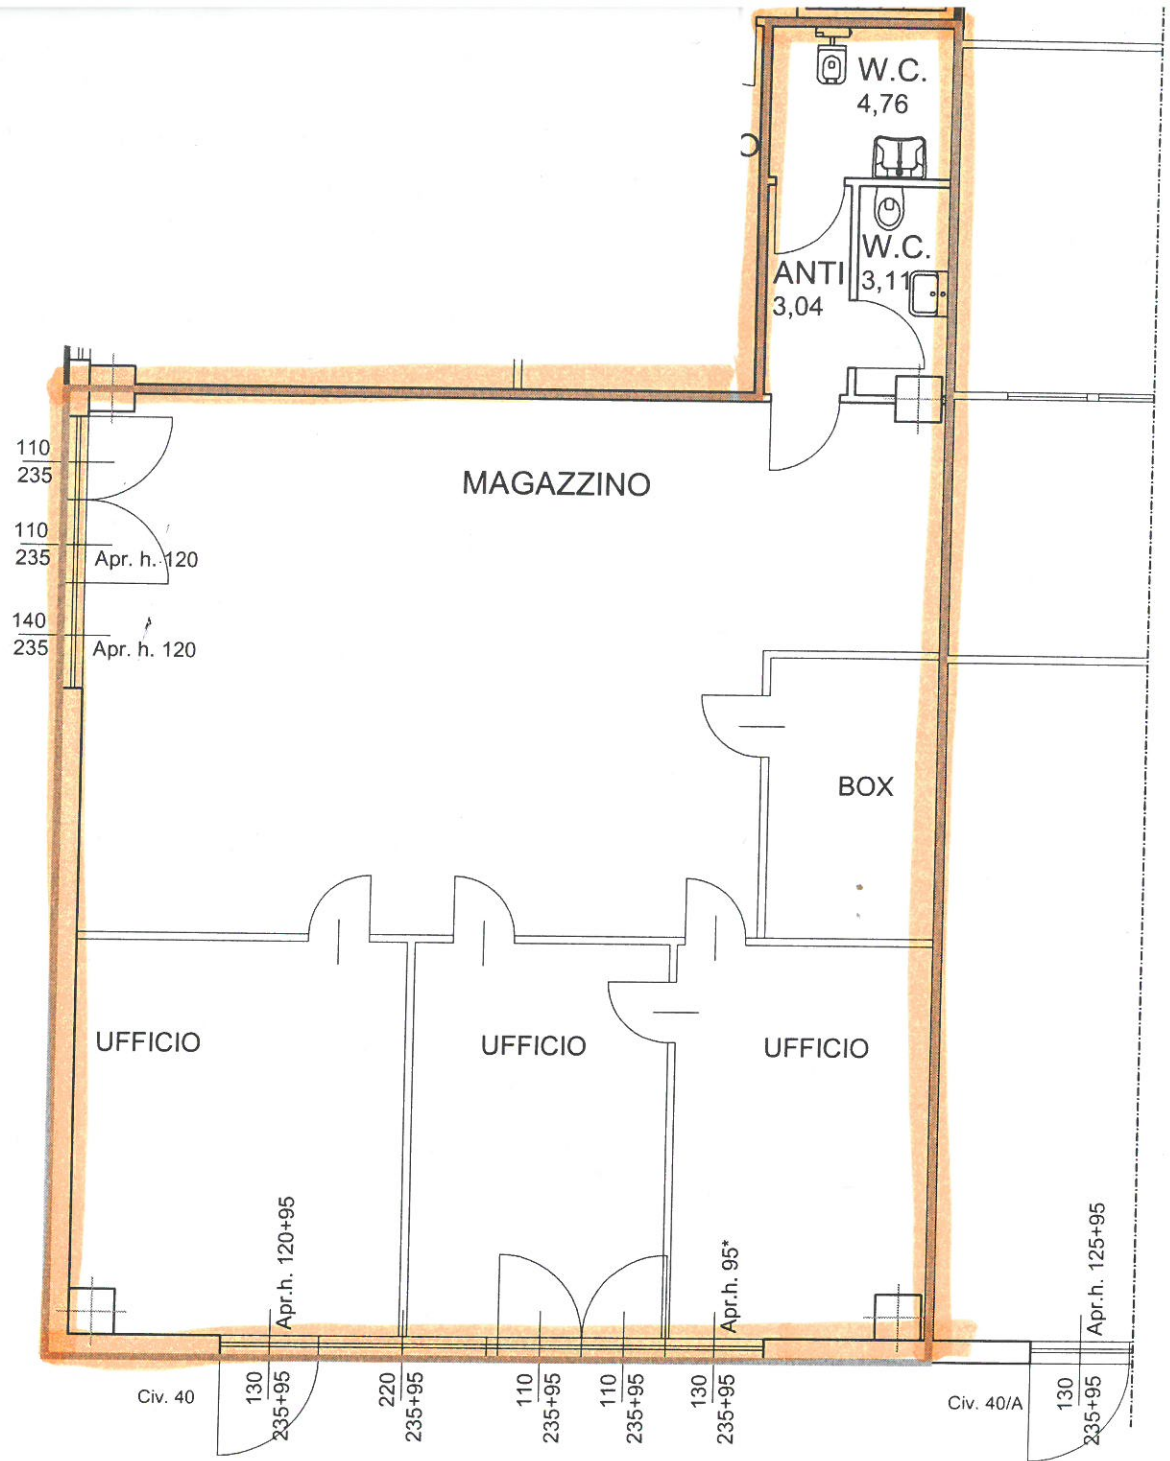 W.C.
4,76
W.C.
3,11
ANTI
3,04
MAGAZZINO
110
235
110
235
Apr. h. 120
140
235
Apr. h. 120
BOX
UFFICIO
UFFICIO
UFFICIO
Apr.h. 120+95
Apr.h. 95*
Apr.h. 125+95
Civ. 40
130
235+95
220
235+95
110
235+95
110
235+95
130
235+95
Civ. 40/A
130
235+95